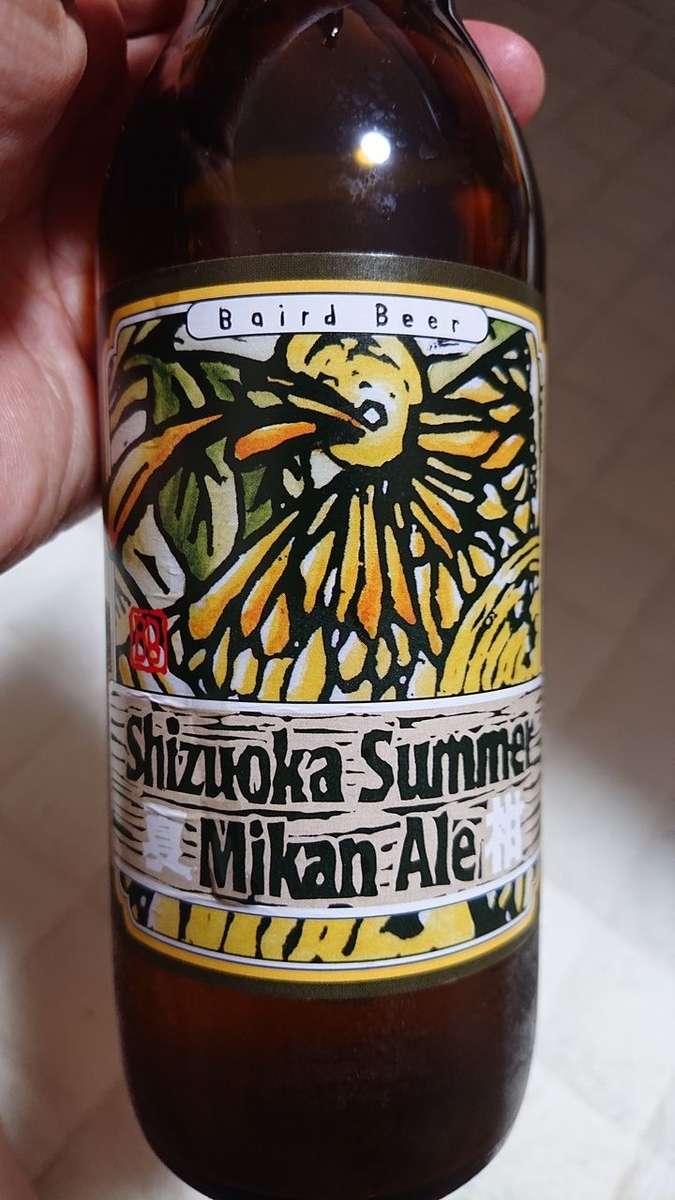 Baird Beer
Shizuoka Summer
夏 Mikan Ale 柑